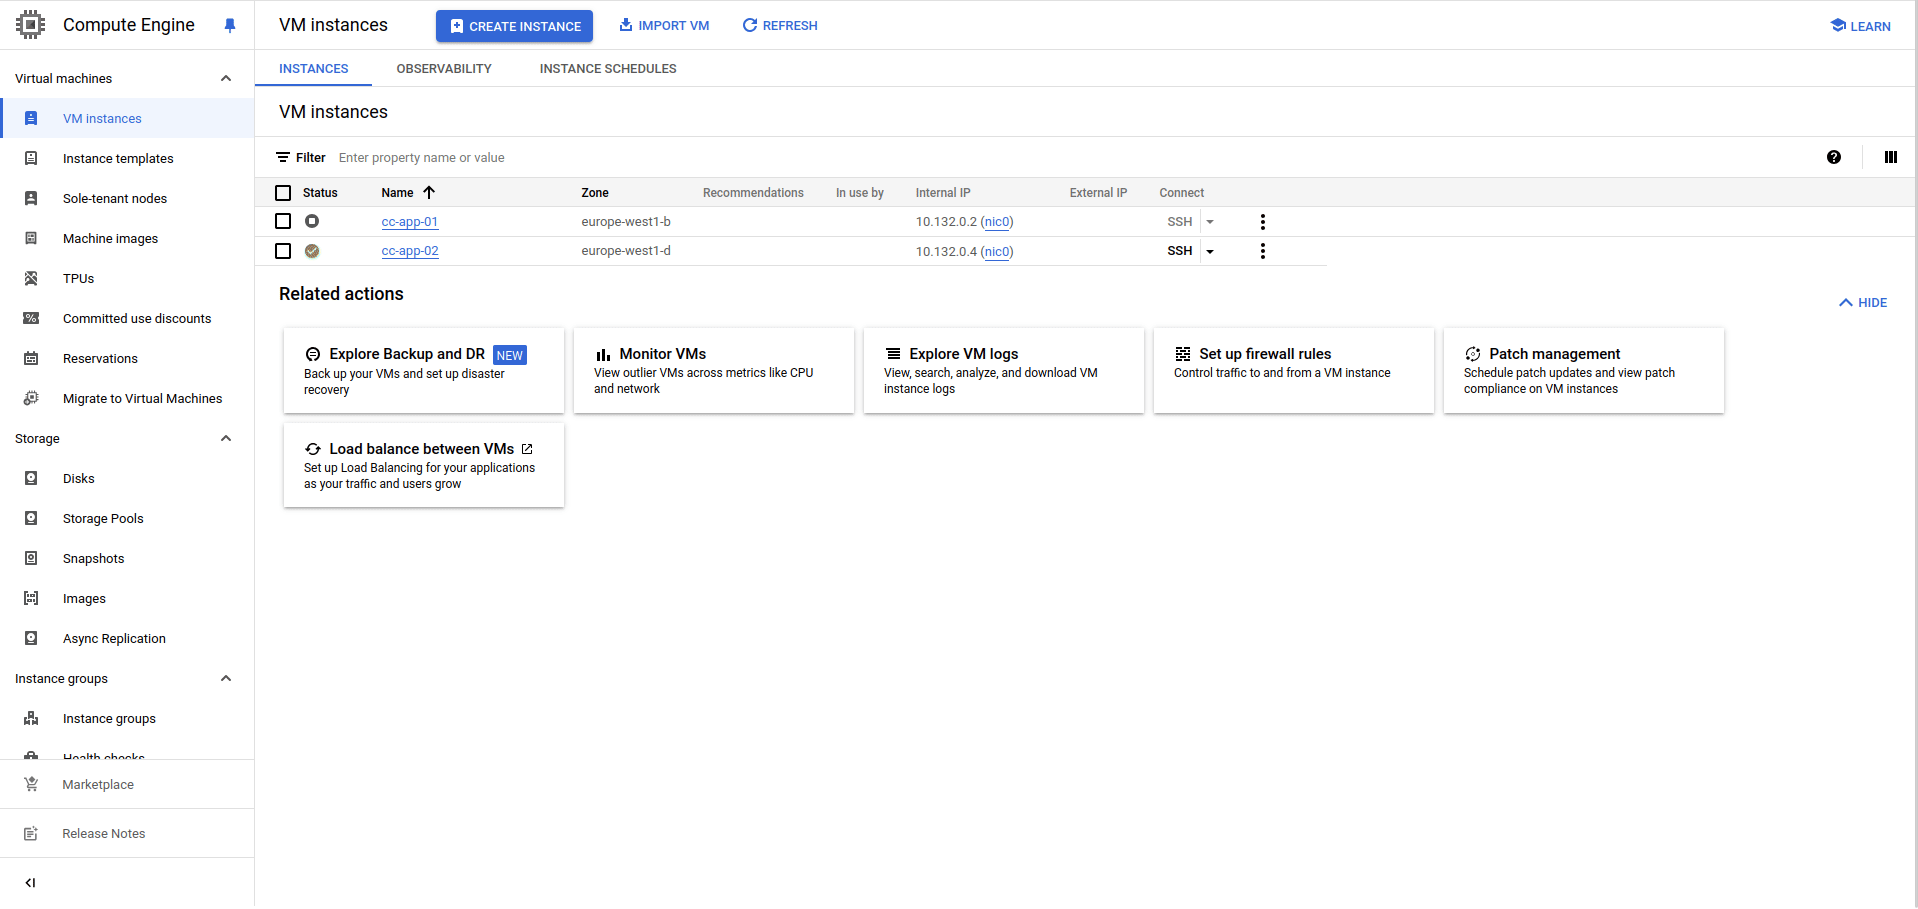 Compute Engine
VM instances
CREATE INSTANCE
IMPORT VM
REFRESH
LEARN
Virtual machines
VM instances
Instance templates
Sole-tenant nodes
Machine images
TPUs
Committed use discounts
Reservations
Migrate to Virtual Machines
Storage
Disks
Storage Pools
Snapshots
Images
Async Replication
Instance groups
Instance groups
Health checks
Marketplace
Release Notes
INSTANCES OBSERVABILITY INSTANCE SCHEDULES
VM instances
Filter Enter property name or value
Status Name Zone Recommendations In use by Internal IP External IP Connect
cc-app-01 europe-west1-b 10.132.0.2 (nic0) SSH
cc-app-02 europe-west1-d 10.132.0.4 (nic0) SSH
Related actions
HIDE
Explore Backup and DR NEW
Back up your VMs and set up disaster
recovery
Monitor VMs
View outlier VMs across metrics like CPU
and network
Explore VM logs
View, search, analyze, and download VM
instance logs
Set up firewall rules
Control traffic to and from a VM instance
Patch management
Schedule patch updates and view patch
compliance on VM instances
Load balance between VMs
Set up Load Balancing for your applications
as your traffic and users grow